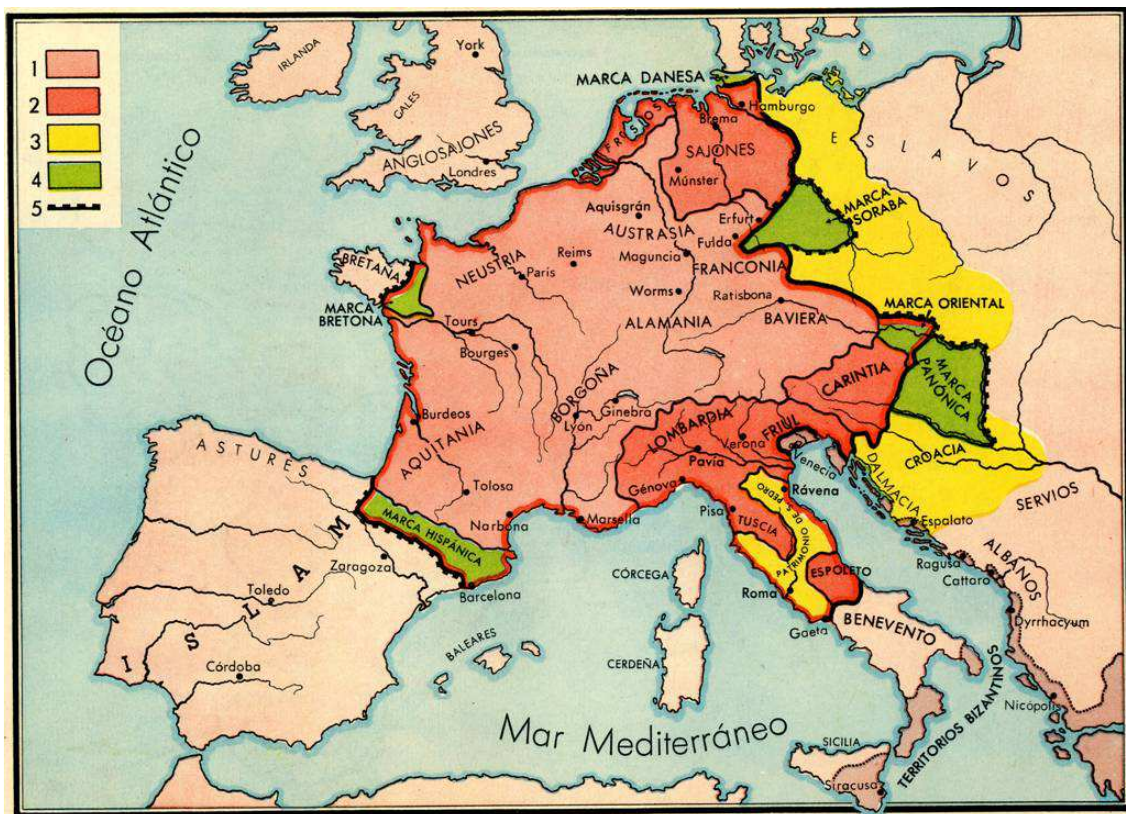 1
2
3
4
5
IRLANDA
York
GALES
ANGLOSAJONES
Londres
Océano Atlántico
MARCA DANESA
Hamburgo
Brema
FRISIOS
SAJONES
Múnster
ESLAVOS
MARCA SORABA
Aquisgrán
AUSTRASIA
Erfurt
Fulda
Maguncia
FRANCONIA
BRETAÑA
NEUSTRIA
Reims
Paris
Worms
Ratisbona
MARCA ORIENTAL
MARCA BRETONA
Tours
ALAMANIA
BAVIERA
Bourges
BORGOÑA
CARINTIA
MARCA PANÓNICA
Ginebra
Lyón
Burdeos
AQUITANIA
LOMBARDIA
FRIUL
Verona
Pavía
Venecia
CROACIA
DALMACIA
ASTURES
Tolosa
Génova
Rávena
SERVIOS
MARCA HISPÁNICA
Narbona
Marsella
Pisa
TUSCIA
PATRIMONIO DE S. PEDRO
Espalato
ISLAM
Zaragoza
CÓRCEGA
ESPOLETO
Ragusa
ALBANOS
Cattaro
Toledo
Barcelona
Roma
Gaeta
BENEVENTO
Dyrrhacyum
BALEARES
CERDEÑA
Córdoba
Nicópolis
Mar Mediterráneo
TERRITORIOS BIZANTINOS
SICILIA
Siracusa